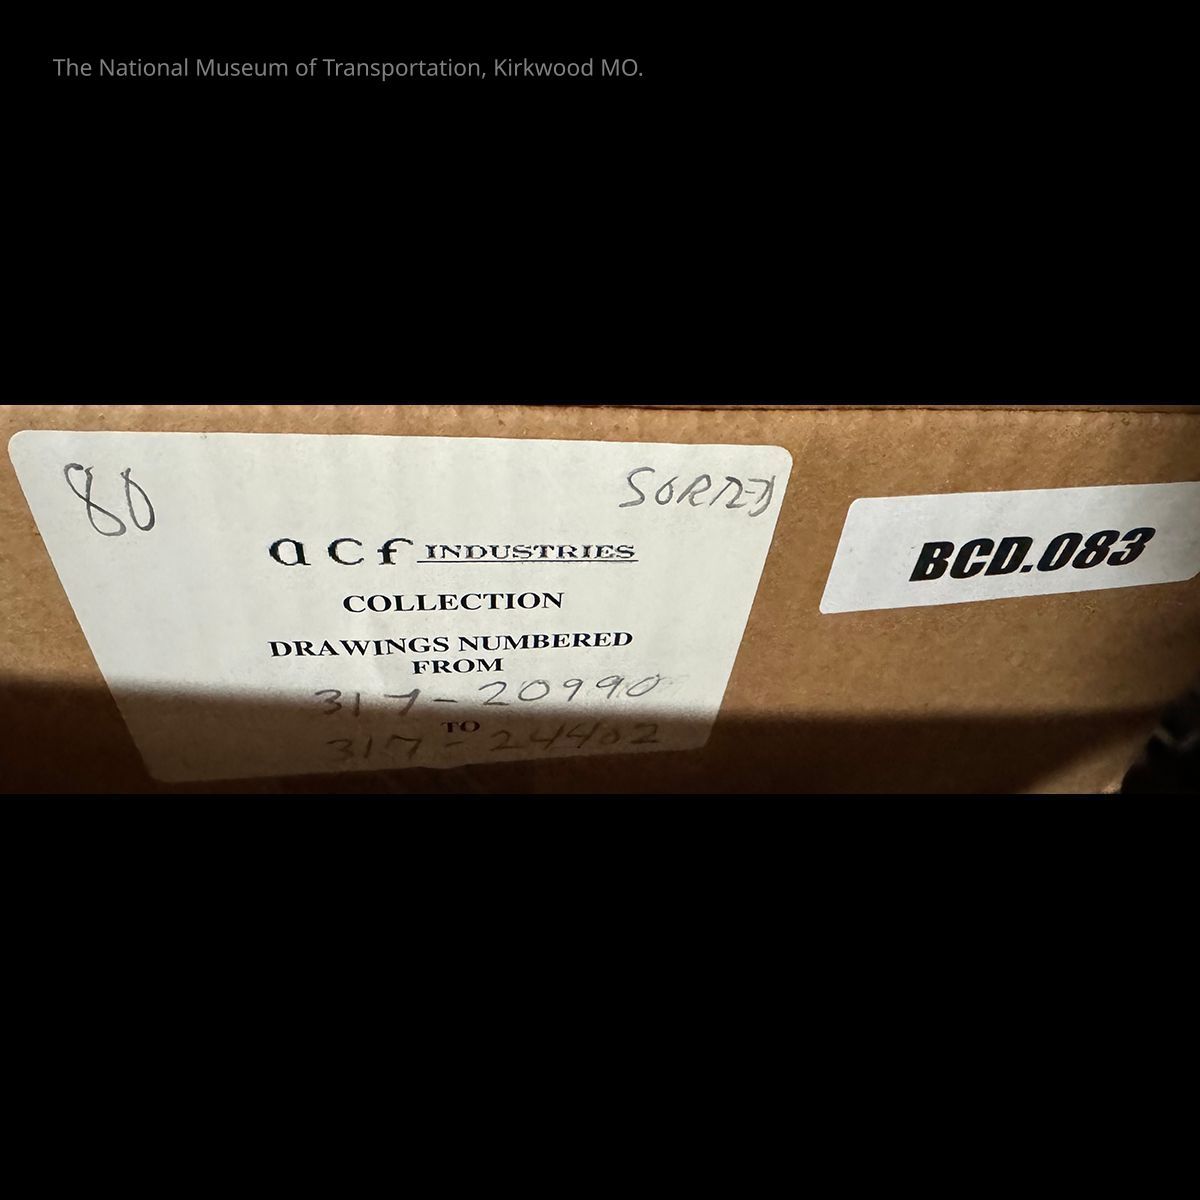 The National Museum of Transportation, Kirkwood MO.
80
SORTED
acf INDUSTRIES
COLLECTION
DRAWINGS NUMBERED
FROM
317-20990
TO
317-24402
BCD.083